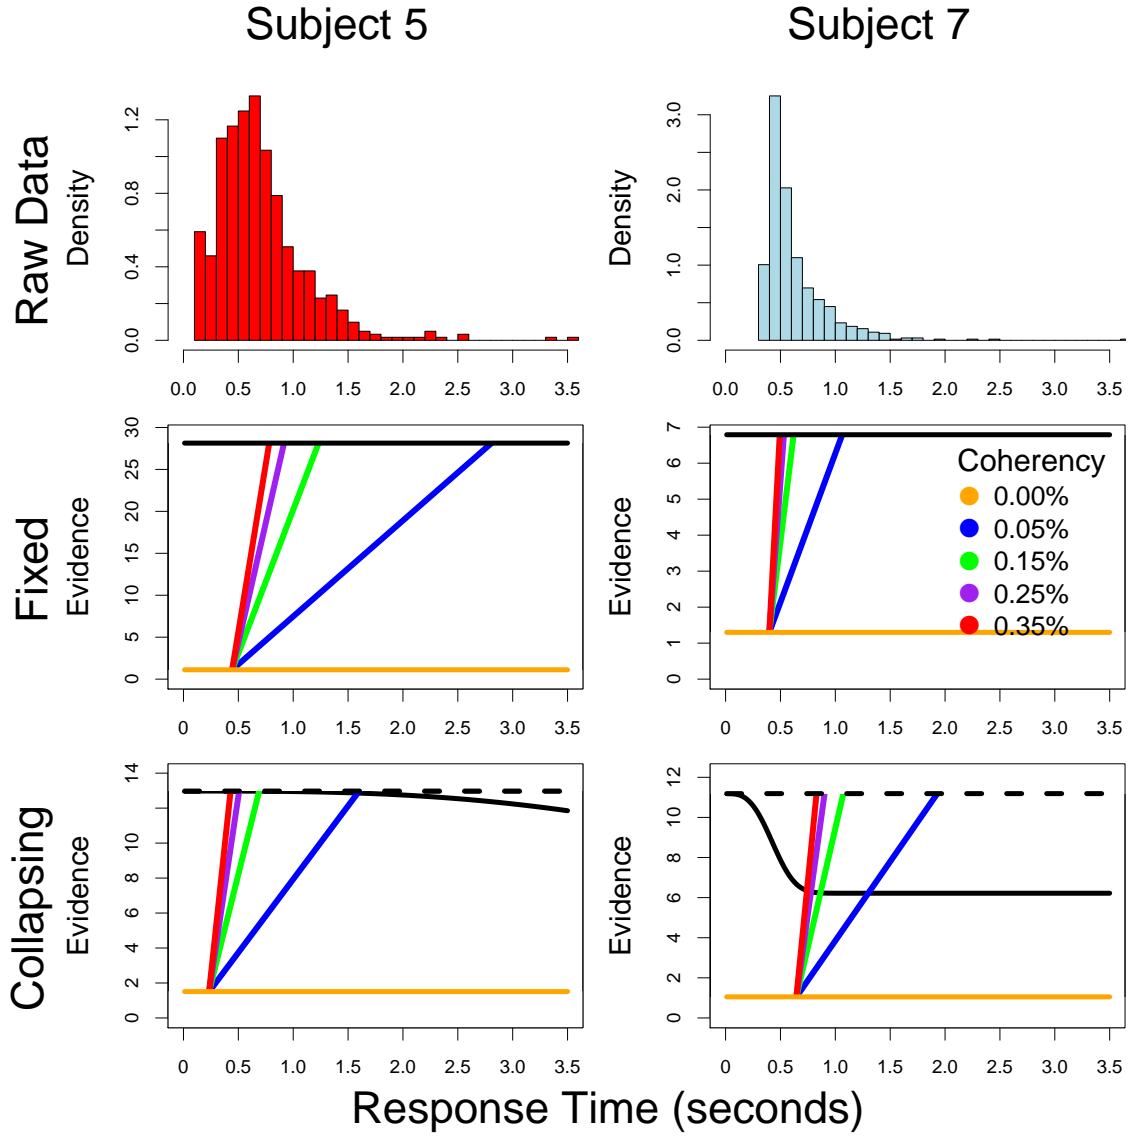 Subject 5
Subject 7
Raw Data
Density
0.0 0.4 0.8 1.2
0.0 0.5 1.0 1.5 2.0 2.5 3.0 3.5
Density
0.0 1.0 2.0 3.0
0.0 0.5 1.0 1.5 2.0 2.5 3.0 3.5
Fixed
Evidence
0 5 10 15 20 25 30
0.0 0.5 1.0 1.5 2.0 2.5 3.0 3.5
Evidence
0 1 2 3 4 5 6 7
0.0 0.5 1.0 1.5 2.0 2.5 3.0 3.5
Coherency
0.00%
0.05%
0.15%
0.25%
0.35%
Collapsing
Evidence
0 2 4 6 8 10 12 14
0.0 0.5 1.0 1.5 2.0 2.5 3.0 3.5
Evidence
0 2 4 6 8 10 12
0.0 0.5 1.0 1.5 2.0 2.5 3.0 3.5
Response Time (seconds)